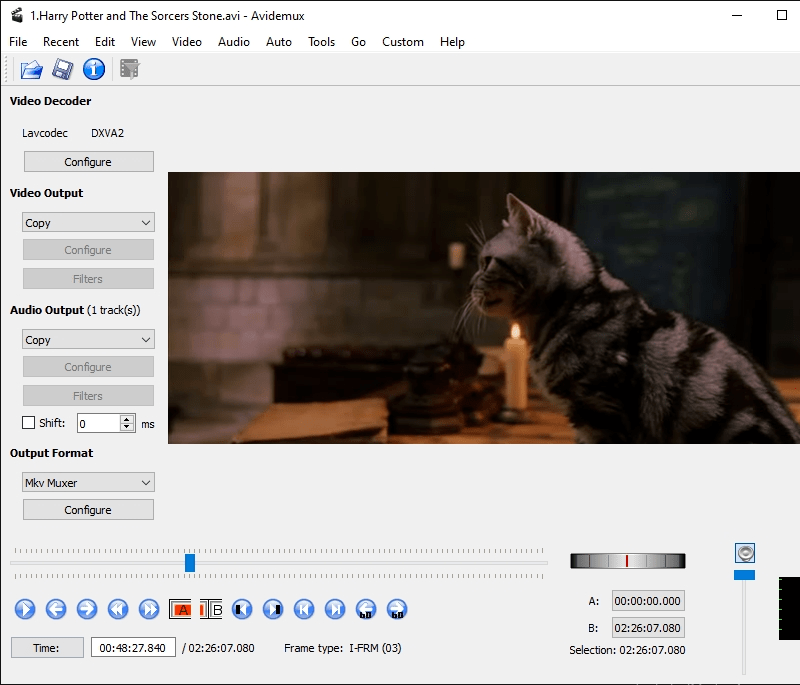 1.Harry Potter and The Sorcers Stone.avi - Avidemux
File Recent Edit View Video Audio Auto Tools Go Custom Help
Video Decoder
Lavcodec DXVA2
Configure
Video Output
Copy
Configure
Filters
Audio Output (1 track(s))
Copy
Configure
Filters
Shift: 0 ms
Output Format
Mkv Muxer
Configure
A B 60 60
A: 00:00:00.000
B: 02:26:07.080
Selection: 02:26:07.080
Time: 00:48:27.840 / 02:26:07.080 Frame type: I-FRM (03)